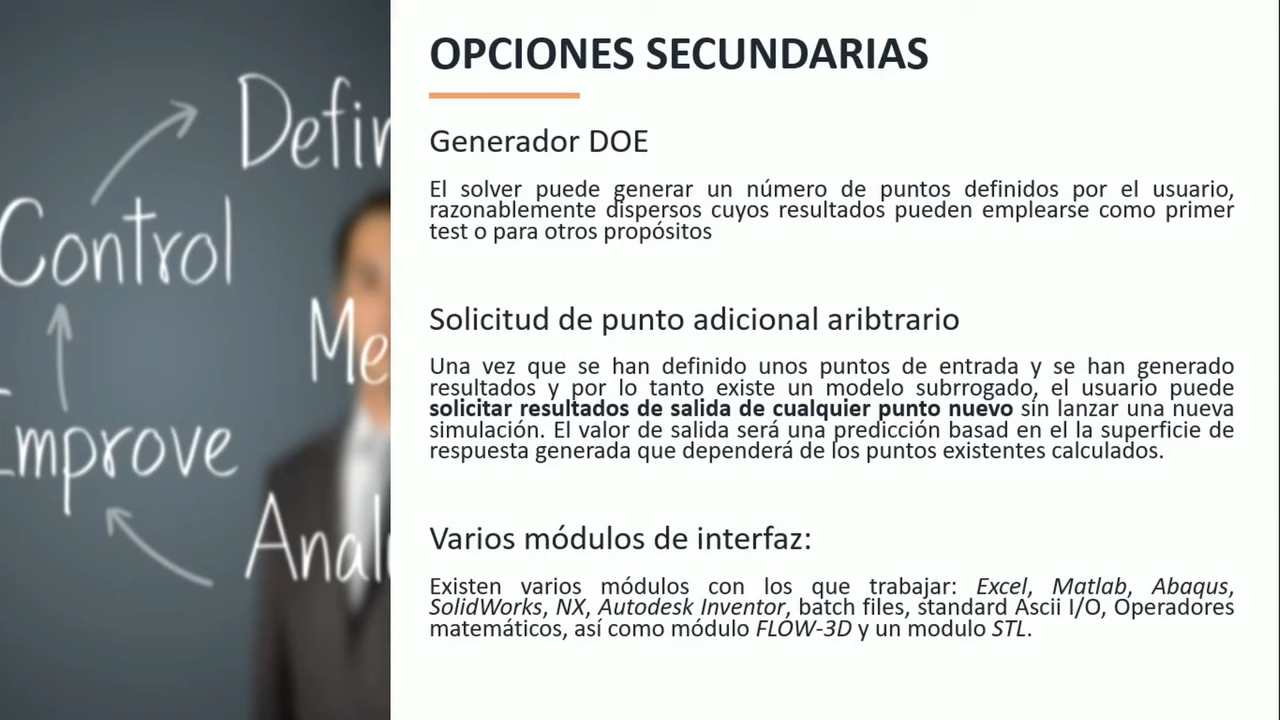 OPCIONES SECUNDARIAS
Generador DOE
El solver puede generar un número de puntos definidos por el usuario,
razonablemente dispersos cuyos resultados pueden emplearse como primer
test o para otros propósitos
Solicitud de punto adicional aribtrario
Una vez que se han definido unos puntos de entrada y se han generado
resultados y por lo tanto existe un modelo subrrogado, el usuario puede
solicitar resultados de salida de cualquier punto nuevo sin lanzar una nueva
simulación. El valor de salida será una predicción basad en el la superficie de
respuesta generada que dependerá de los puntos existentes calculados.
Varios módulos de interfaz:
Existen varios módulos con los que trabajar: Excel, Matlab, Abaqus,
SolidWorks, NX, Autodesk Inventor, batch files, standard Ascii I/O, Operadores
matemáticos, así como módulo FLOW-3D y un modulo STL.
Defin
Control
Me
Improve
Anal